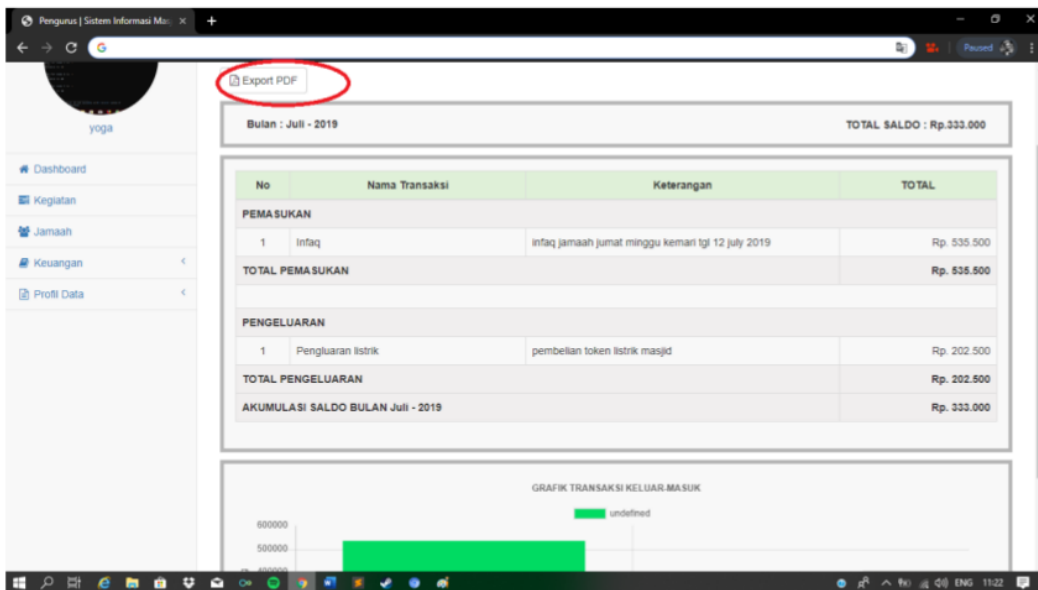 Pengurus | Sistem Informasi Mas
Paused
Export PDF
yoga
Bulan : Juli - 2019 TOTAL SALDO : Rp.333.000
Dashboard
Kegiatan
Jamaah
Keuangan
Profil Data
No Nama Transaksi Keterangan TOTAL
PEMASUKAN
1 Infaq infaq jamaah jumat minggu kemari tgl 12 july 2019 Rp. 535.500
TOTAL PEMASUKAN Rp. 535.500
PENGELUARAN
1 Pengluaran listrik pembelian token listrik masjid Rp. 202.500
TOTAL PENGELUARAN Rp. 202.500
AKUMULASI SALDO BULAN Juli - 2019 Rp. 333.000
GRAFIK TRANSAKSI KELUAR-MASUK
undefined
600000
500000
400000
ENG 11:22